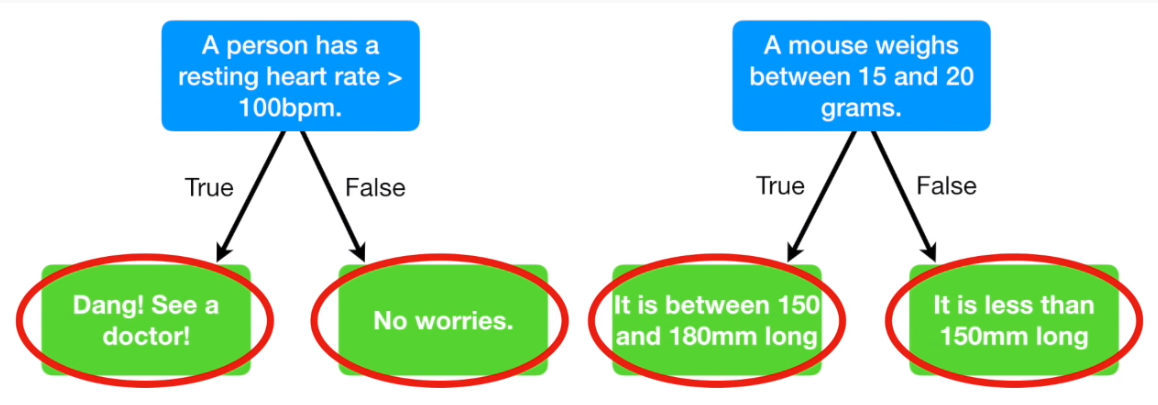 A person has a
resting heart rate >
100bpm.
True
False
Dang! See a
doctor!
No worries.
A mouse weighs
between 15 and 20
grams.
True
False
It is between 150
and 180mm long
It is less than
150mm long